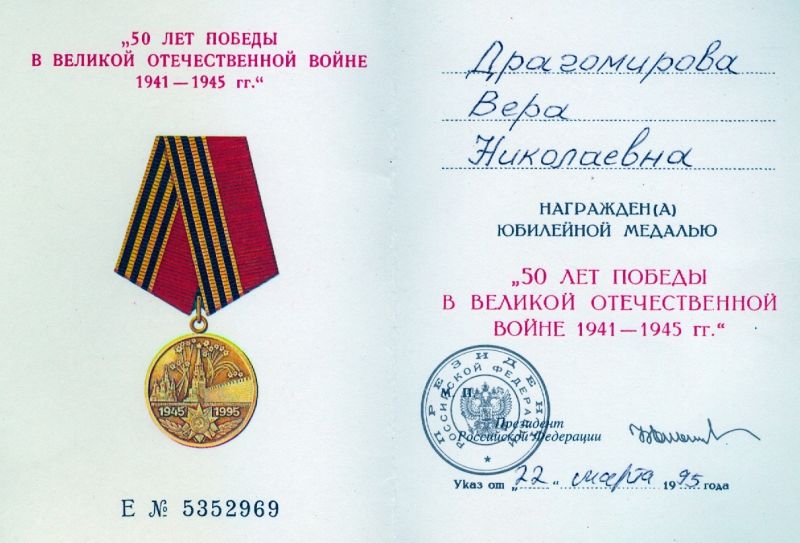 „50 ЛЕТ ПОБЕДЫ
В ВЕЛИКОЙ ОТЕЧЕСТВЕННОЙ ВОЙНЕ
1941—1945 гг.“
1945 1995
Е № 5352969
Драгомирова
Вера
Николаевна
НАГРАЖДЕН(А)
ЮБИЛЕЙНОЙ МЕДАЛЬЮ
„50 ЛЕТ ПОБЕДЫ
В ВЕЛИКОЙ ОТЕЧЕСТВЕННОЙ
ВОЙНЕ 1941—1945 гг.“
ПРЕЗИДЕНТ
РОССИЙСКОЙ ФЕДЕРАЦИИ
М. П.
Президент
Российской Федерации
Указ от „22“ марта 1995 года